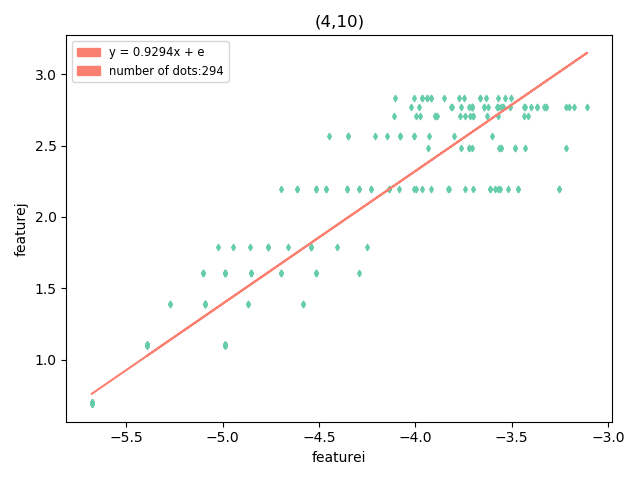 (4,10)
y = 0.9294x + e
number of dots:294
3.0
2.5
2.0
1.5
1.0
featurej
−5.5 −5.0 −4.5 −4.0 −3.5 −3.0
featurei